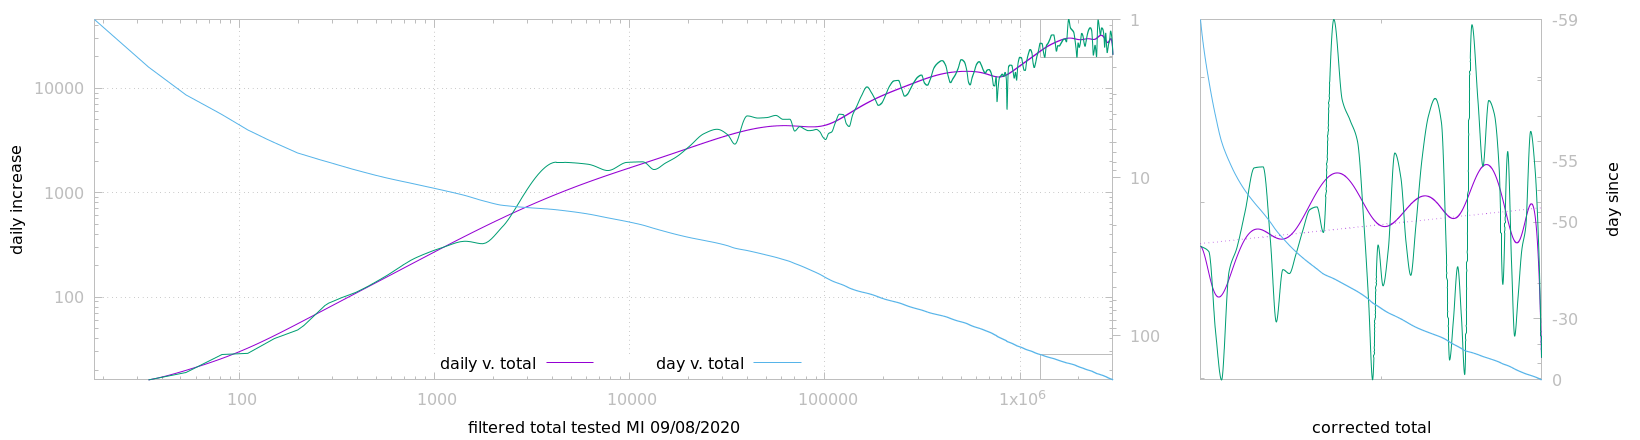 daily increase
10000
1000
100
100
1000
10000
100000
1x10^6
1
10
100
daily v. total
day v. total
filtered total tested MI 09/08/2020
-59
-55
-50
-30
0
day since
corrected total